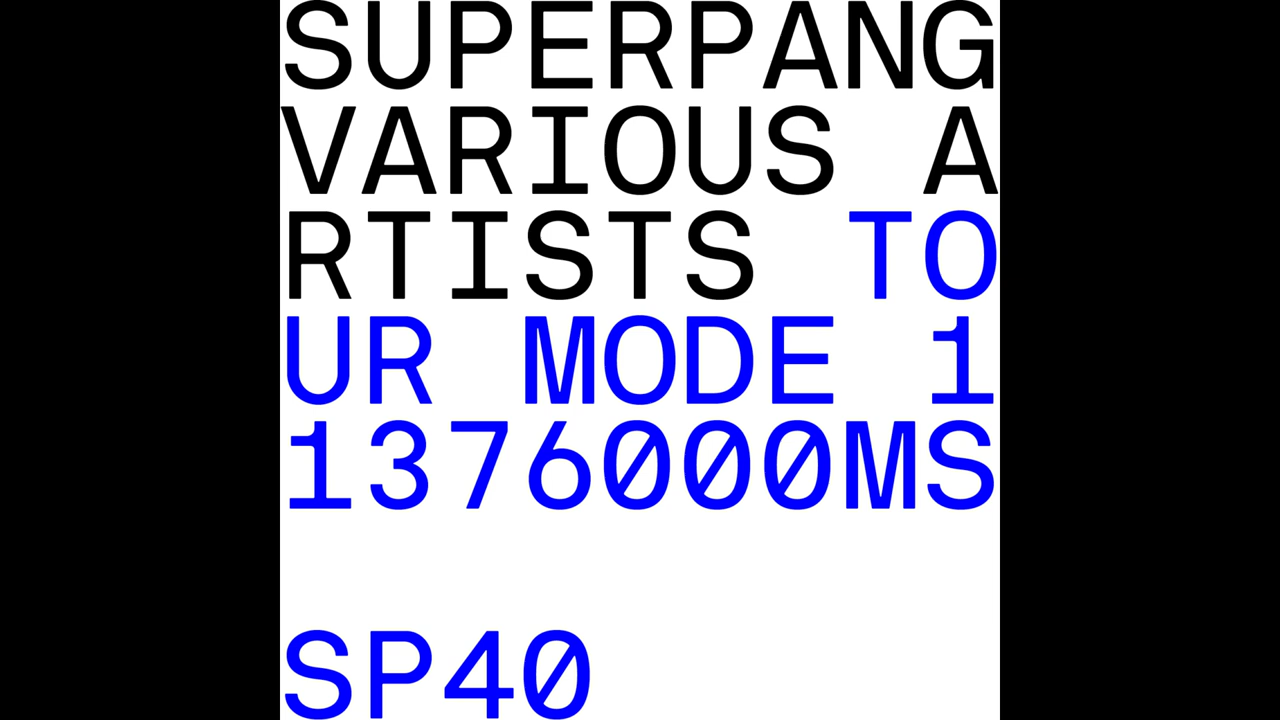 SUPERPANG
VARIOUS A
RTISTS TO
UR MODE 1
1376000MS
SP40